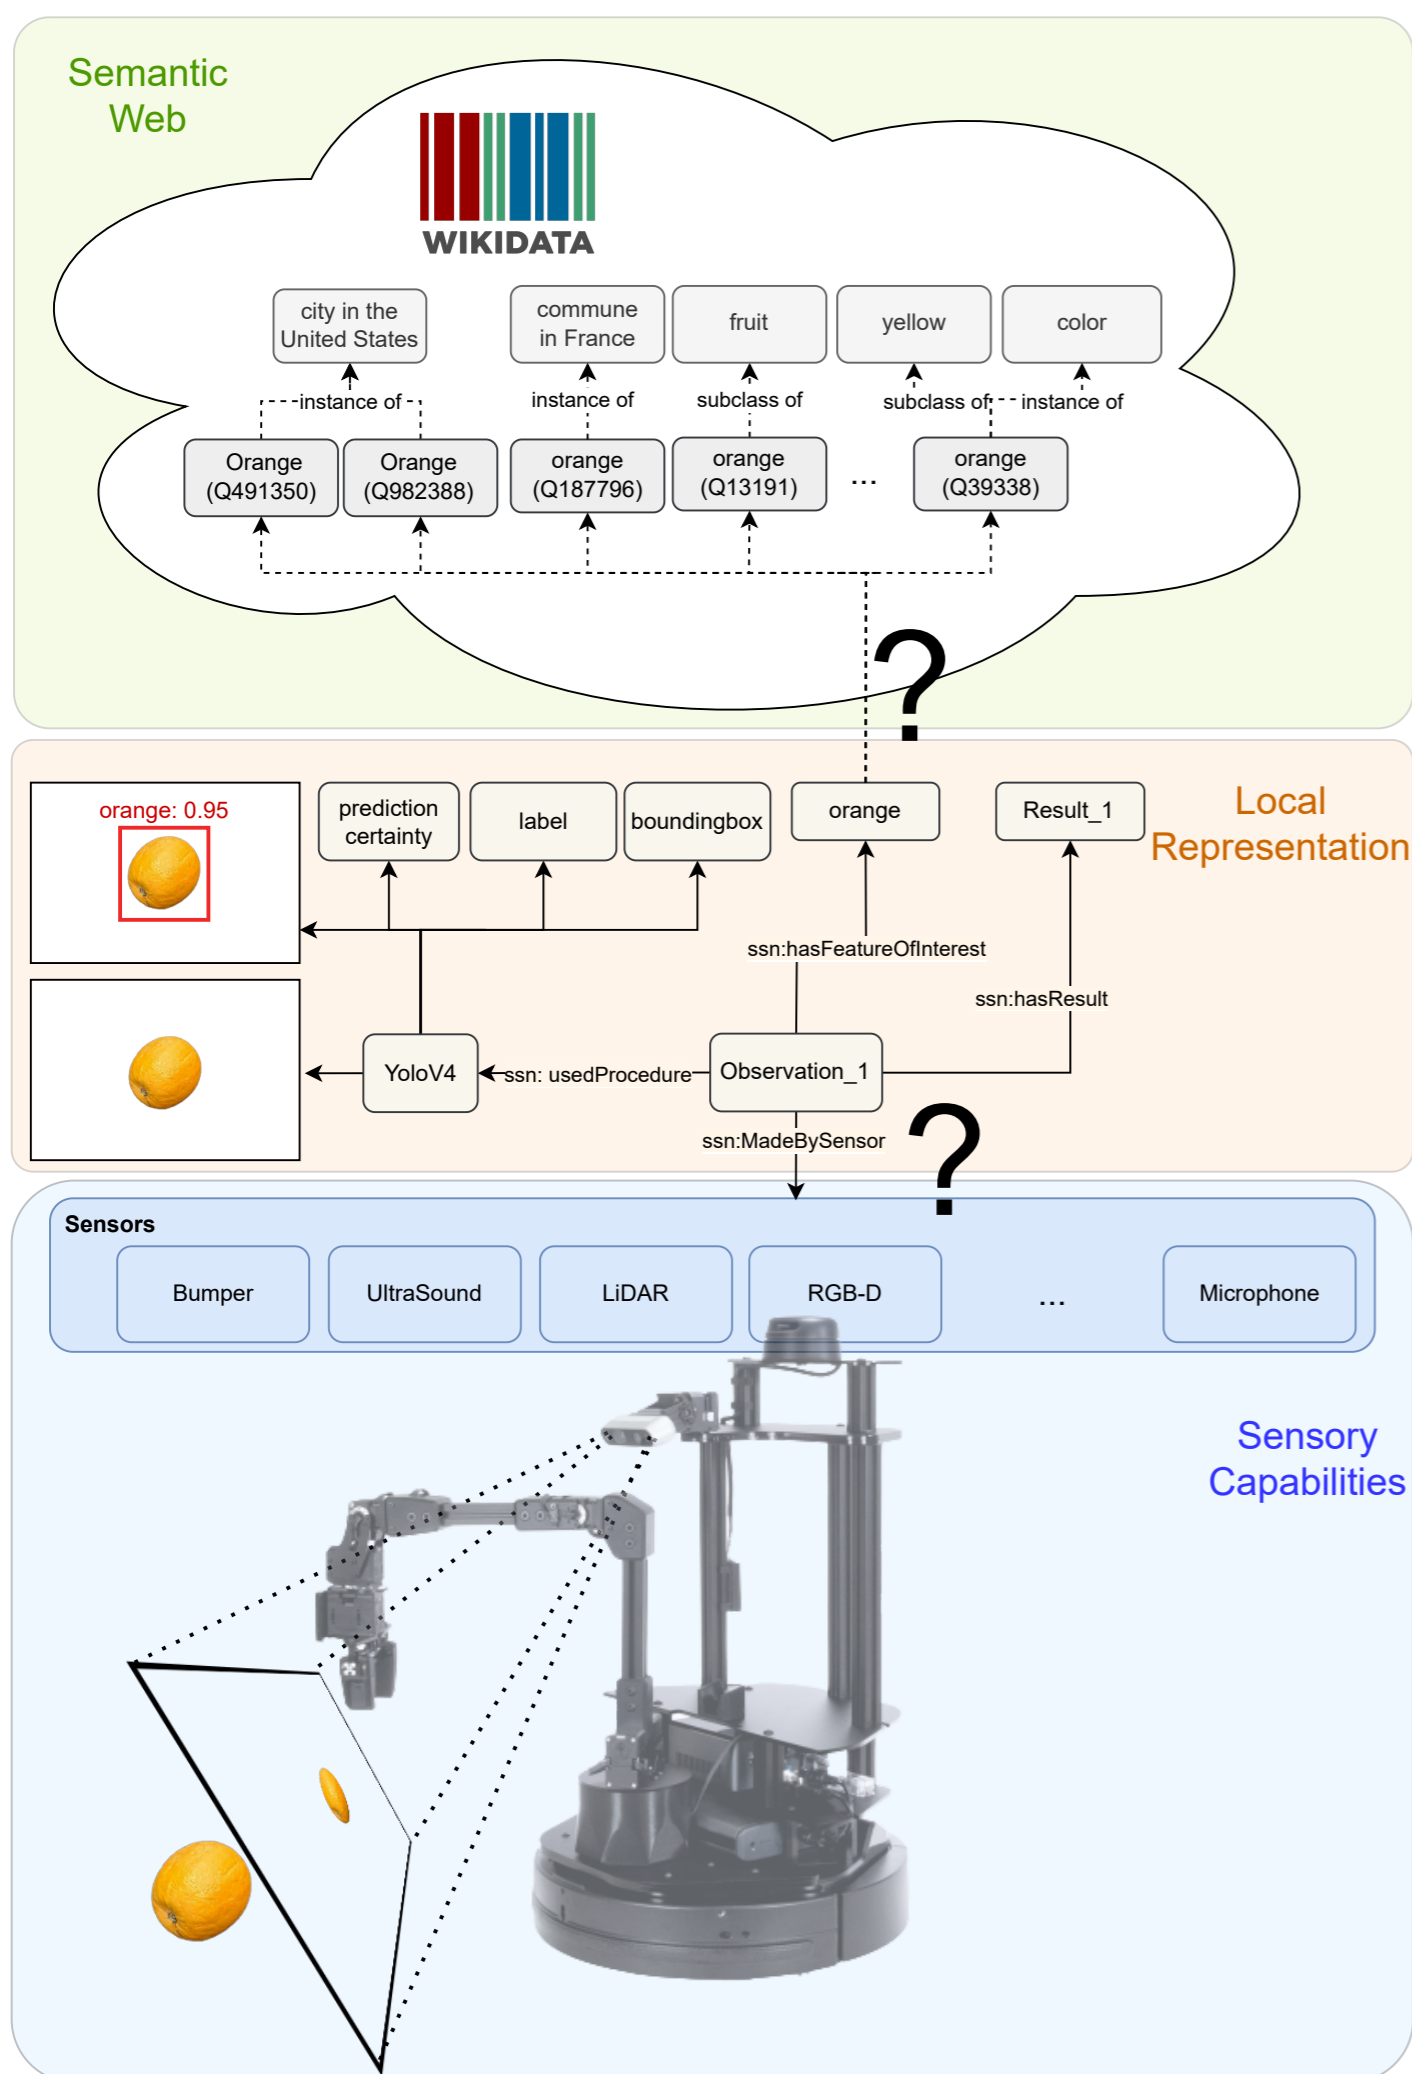 Semantic
Web
WIKIDATA
city in the
United States
commune
in France
fruit
yellow
color
instance of
instance of
subclass of
subclass of
instance of
Orange
(Q491350)
Orange
(Q982388)
orange
(Q187796)
orange
(Q13191)
...
orange
(Q39338)
?
Local
Representation
orange: 0.95
prediction
certainty
label
boundingbox
orange
Result_1
ssn:hasFeatureOfInterest
ssn:hasResult
YoloV4
ssn: usedProcedure
Observation_1
ssn:MadeBySensor
?
Sensors
Bumper
UltraSound
LiDAR
RGB-D
...
Microphone
Sensory
Capabilities